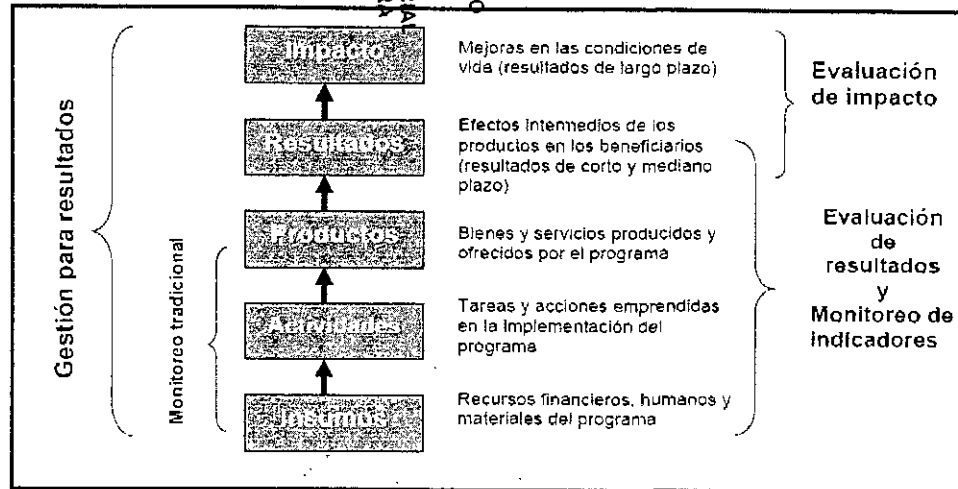 Impacto
Mejoras en las condiciones de
vida (resultados de largo plazo)
Evaluación
de impacto
Resultados
Efectos intermedios de los
productos en los beneficiarios
(resultados de corto y mediano
plazo)
Gestión para resultados
Monitoreo tradicional
Productos
Bienes y servicios producidos y
ofrecidos por el programa
Evaluación
de
resultados
y
Monitoreo de
indicadores
Actividades
Tareas y acciones emprendidas
en la implementación del
programa
Insumos
Recursos financieros, humanos y
materiales del programa